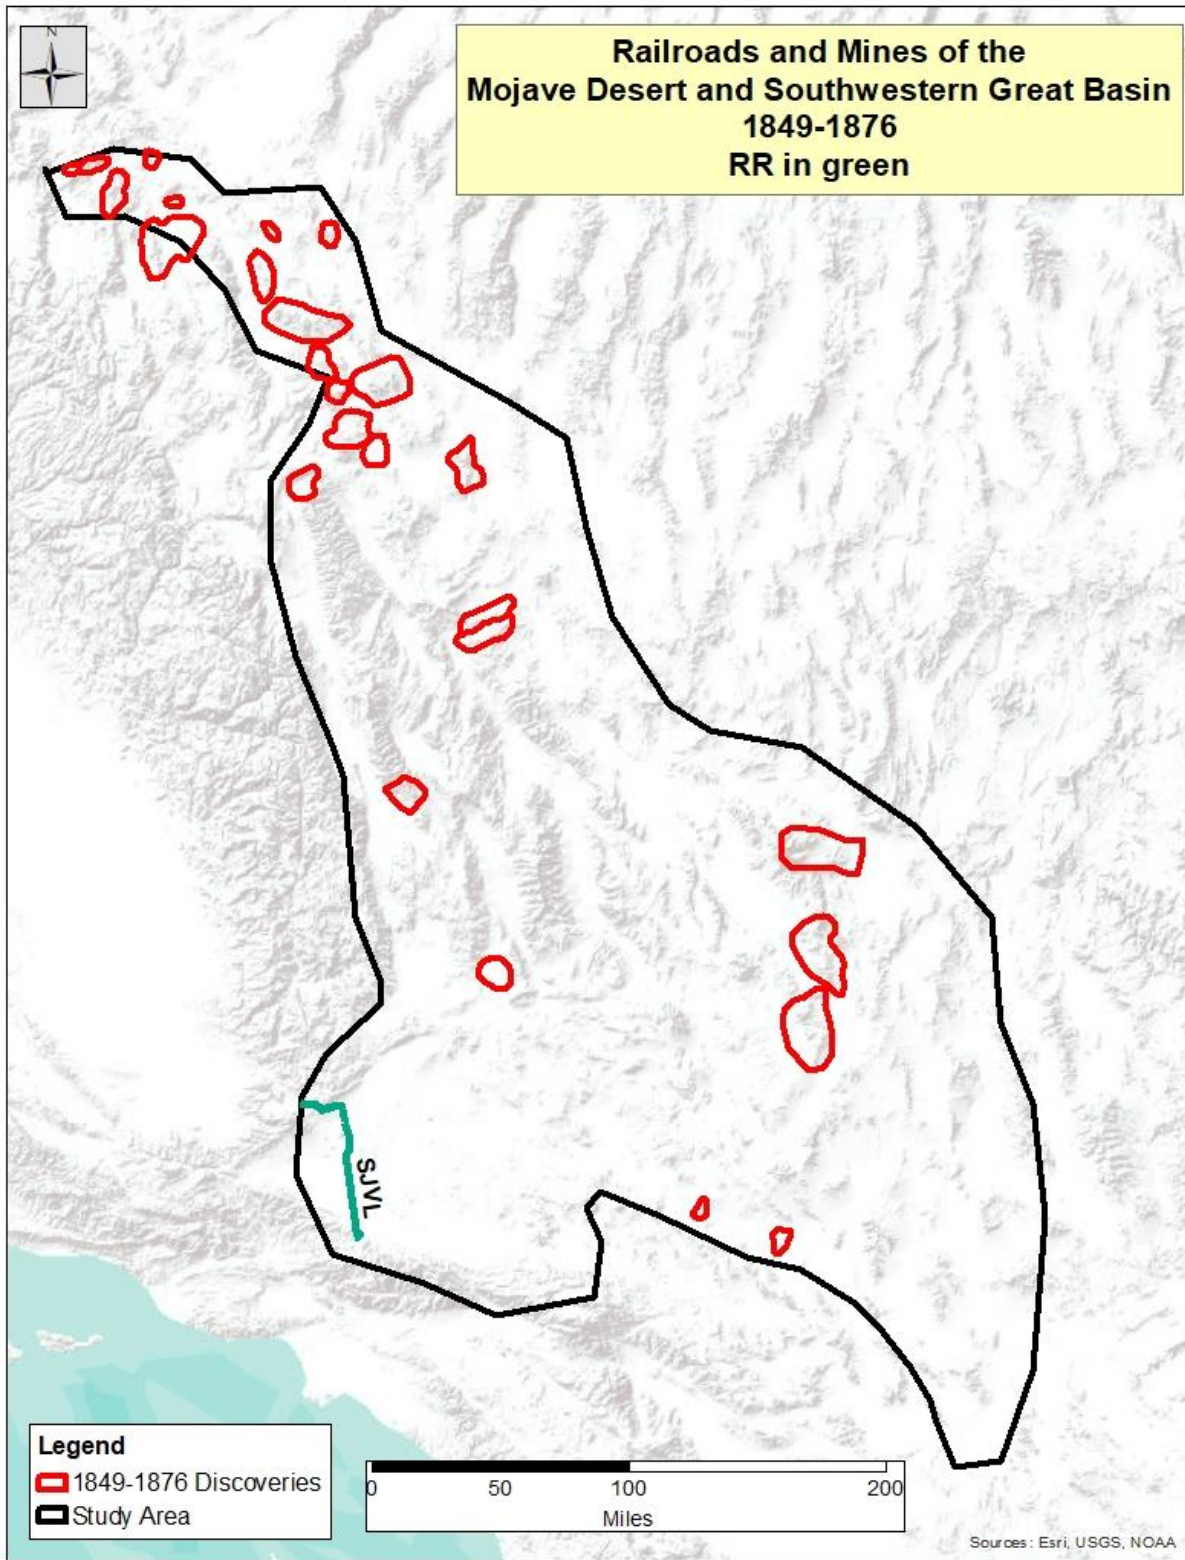 N
Railroads and Mines of the
Mojave Desert and Southwestern Great Basin
1849-1876
RR in green
SJVL
Legend
1849-1876 Discoveries
Study Area
0 50 100 200
Miles
Sources: Esri, USGS, NOAA